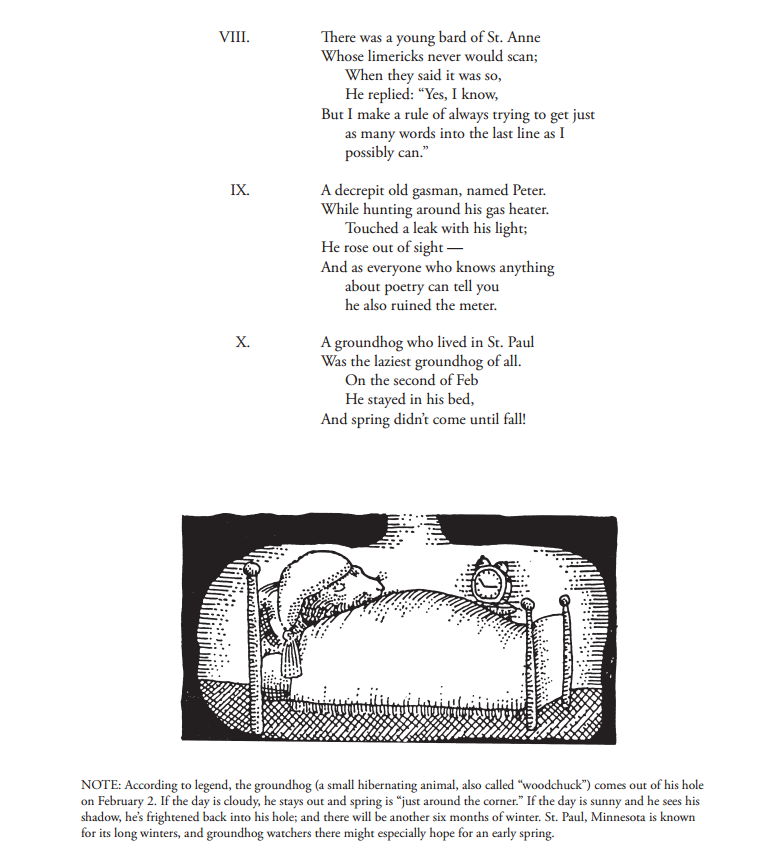 VIII. There was a young bard of St. Anne
Whose limericks never would scan;
When they said it was so,
He replied: “Yes, I know,
But I make a rule of always trying to get just
as many words into the last line as I
possibly can.”
IX. A decrepit old gasman, named Peter.
While hunting around his gas heater.
Touched a leak with his light;
He rose out of sight —
And as everyone who knows anything
about poetry can tell you
he also ruined the meter.
X. A groundhog who lived in St. Paul
Was the laziest groundhog of all.
On the second of Feb
He stayed in his bed,
And spring didn’t come until fall!
NOTE: According to legend, the groundhog (a small hibernating animal, also called “woodchuck”) comes out of his hole
on February 2. If the day is cloudy, he stays out and spring is “just around the corner.” If the day is sunny and he sees his
shadow, he’s frightened back into his hole; and there will be another six months of winter. St. Paul, Minnesota is known
for its long winters, and groundhog watchers there might especially hope for an early spring.